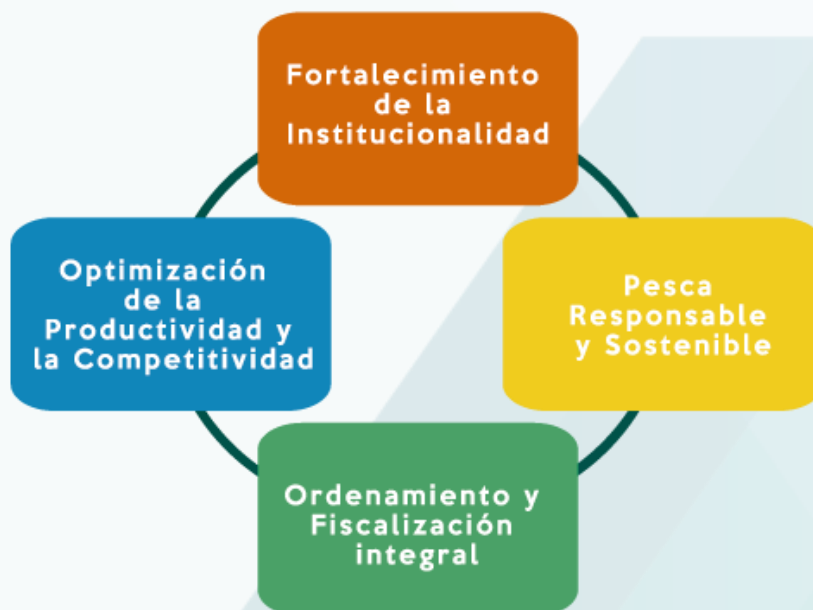 Fortalecimiento
de la
Institucionalidad
Optimización
de la
Productividad y
la Competitividad
Pesca
Responsable
y Sostenible
Ordenamiento y
Fiscalización
integral